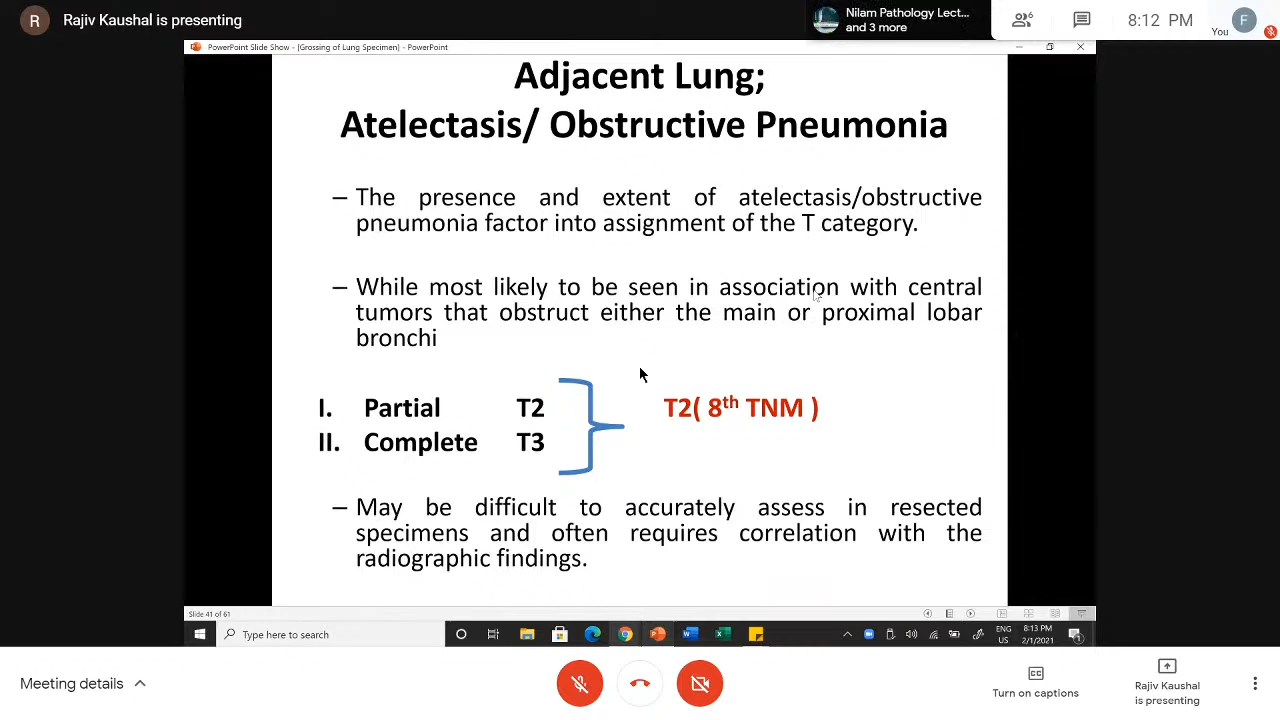 R Rajiv Kaushal is presenting
Nilam Pathology Lect...
and 3 more
6
8:12 PM
You
F
PowerPoint Slide Show - [Grossing of Lung Specimen] - PowerPoint
Adjacent Lung;
Atelectasis/ Obstructive Pneumonia
– The presence and extent of atelectasis/obstructive
pneumonia factor into assignment of the T category.
– While most likely to be seen in association with central
tumors that obstruct either the main or proximal lobar
bronchi
I. Partial T2
T2( 8th TNM )
II. Complete T3
– May be difficult to accurately assess in resected
specimens and often requires correlation with the
radiographic findings.
Slide 41 of 61
Type here to search
ENG
US
8:13 PM
2/1/2021
1
Meeting details
CC
Turn on captions
Rajiv Kaushal
is presenting